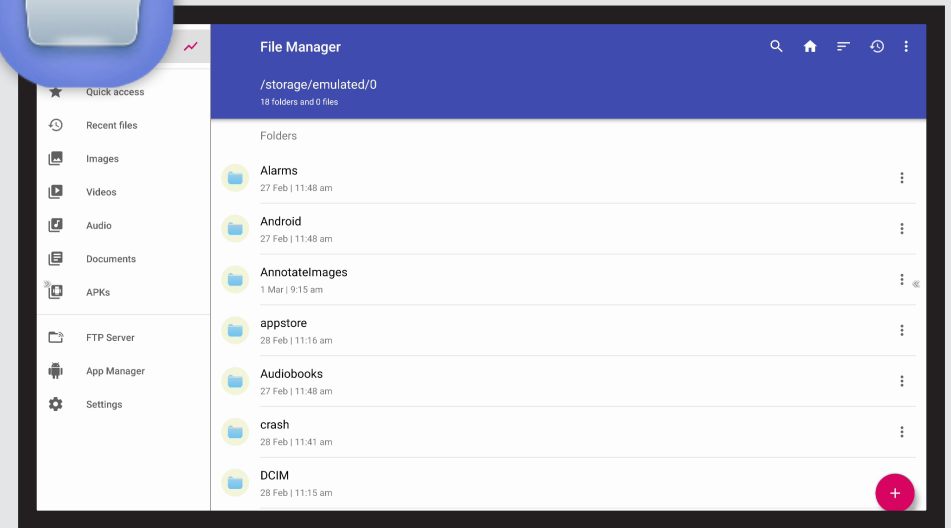 File Manager
/storage/emulated/0
18 folders and 0 files
Quick access
Recent files
Images
Videos
Audio
Documents
APKs
FTP Server
App Manager
Settings
Folders
Alarms
27 Feb | 11:48 am
Android
27 Feb | 11:48 am
AnnotateImages
1 Mar | 9:15 am
appstore
28 Feb | 11:16 am
Audiobooks
27 Feb | 11:48 am
crash
28 Feb | 11:41 am
DCIM
28 Feb | 11:15 am